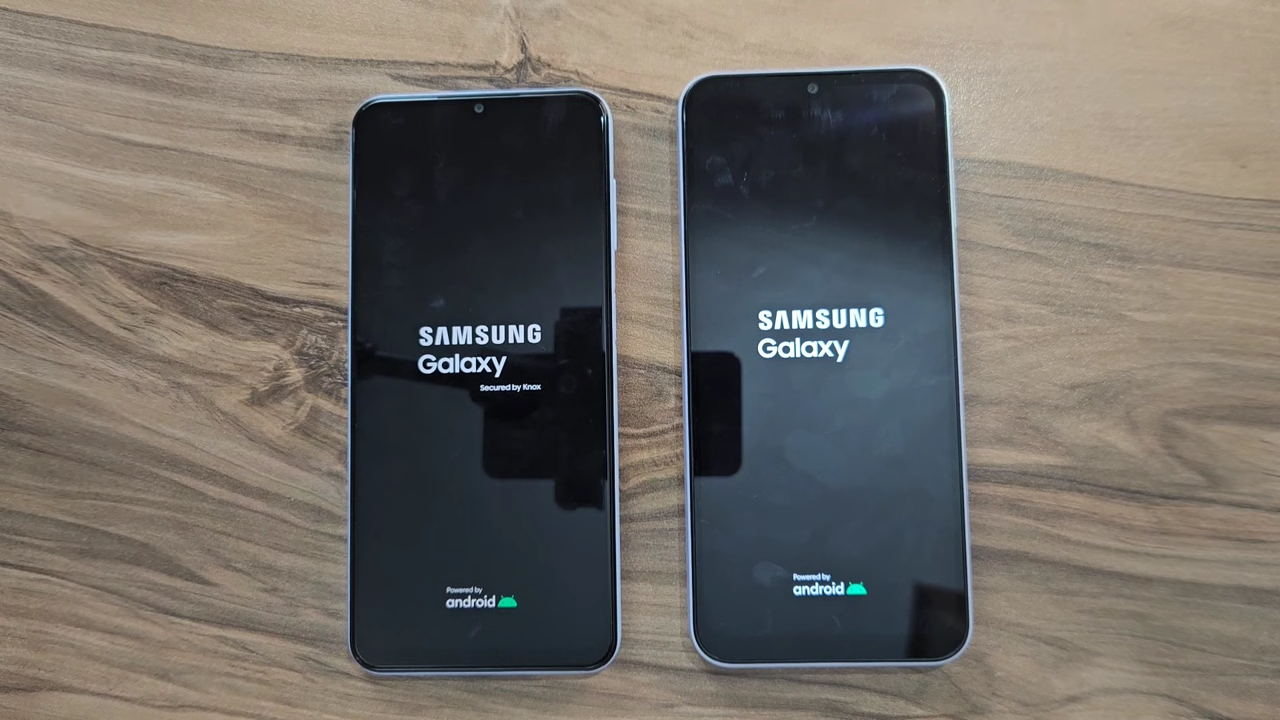 SAMSUNG
Galaxy
Secured by Knox
Powered by
android
SAMSUNG
Galaxy
Powered by
android